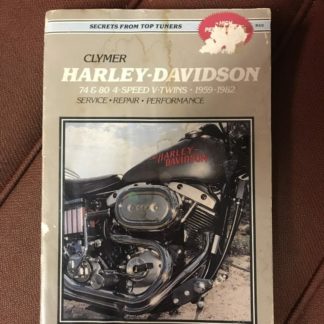 SECRETS FROM TOP TUNERS
HIGH
CLYMER
HARLEY-DAVIDSON
74 & 80 4-SPEED V-TWINS • 1959-1982
SERVICE • REPAIR • PERFORMANCE
HARLEY-
DAVIDSON